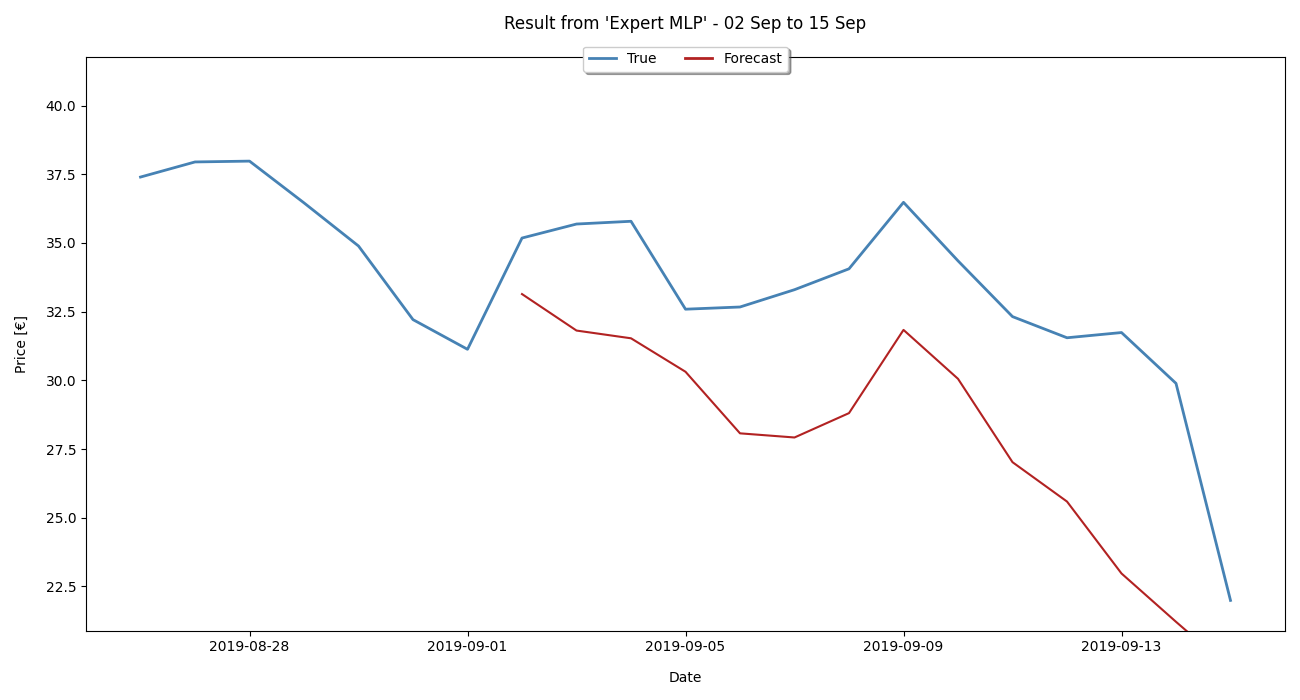 Result from 'Expert MLP' - 02 Sep to 15 Sep
True Forecast
40.0
37.5
35.0
32.5
30.0
27.5
25.0
22.5
Price [€]
2019-08-28 2019-09-01 2019-09-05 2019-09-09 2019-09-13
Date